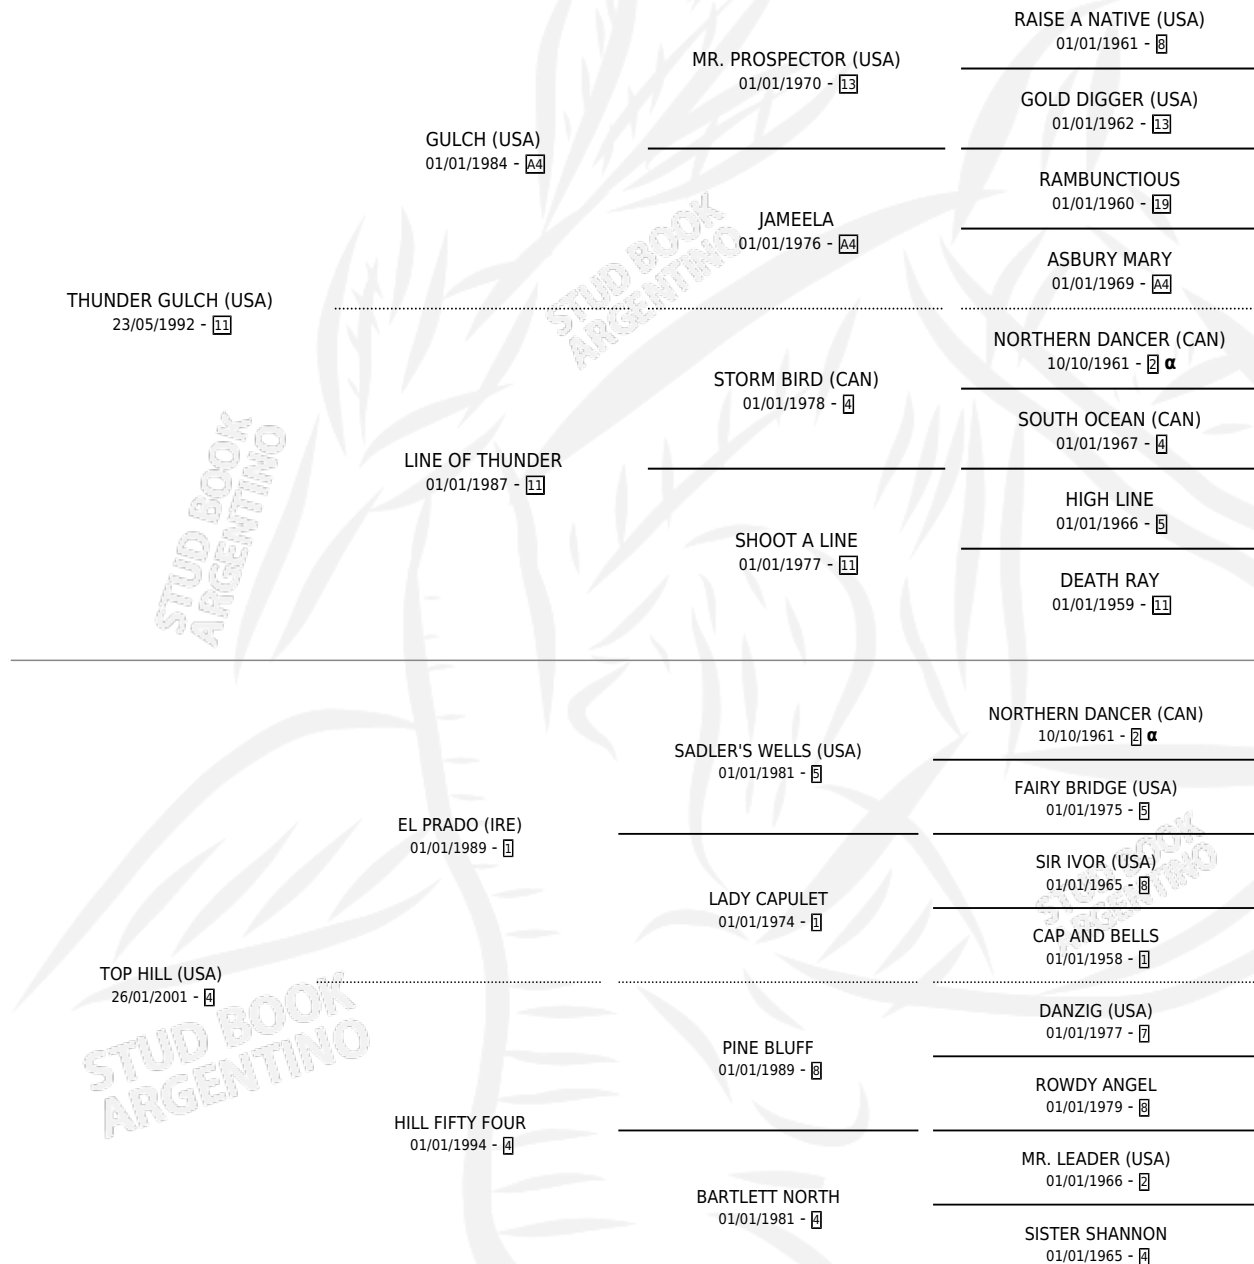 RAISE A NATIVE (USA)
01/01/1961 - 8
MR. PROSPECTOR (USA)
01/01/1970 - 13
GOLD DIGGER (USA)
01/01/1962 - 13
GULCH (USA)
01/01/1984 - A4
RAMBUNCTIOUS
01/01/1960 - 19
JAMEELA
01/01/1976 - A4
ASBURY MARY
01/01/1969 - A4
THUNDER GULCH (USA)
23/05/1992 - 11
NORTHERN DANCER (CAN)
10/10/1961 - 2 α
STORM BIRD (CAN)
01/01/1978 - 4
SOUTH OCEAN (CAN)
01/01/1967 - 4
LINE OF THUNDER
01/01/1987 - 11
HIGH LINE
01/01/1966 - 5
SHOOT A LINE
01/01/1977 - 11
DEATH RAY
01/01/1959 - 11
NORTHERN DANCER (CAN)
10/10/1961 - 2 α
SADLER'S WELLS (USA)
01/01/1981 - 5
FAIRY BRIDGE (USA)
01/01/1975 - 5
EL PRADO (IRE)
01/01/1989 - 1
SIR IVOR (USA)
01/01/1965 - 8
LADY CAPULET
01/01/1974 - 1
CAP AND BELLS
01/01/1958 - 1
TOP HILL (USA)
26/01/2001 - 4
DANZIG (USA)
01/01/1977 - 7
PINE BLUFF
01/01/1989 - 8
ROWDY ANGEL
01/01/1979 - 8
HILL FIFTY FOUR
01/01/1994 - 4
MR. LEADER (USA)
01/01/1966 - 2
BARTLETT NORTH
01/01/1981 - 4
SISTER SHANNON
01/01/1965 - 4
STUD BOOK
ARGENTINO
STUD BOOK
ARGENTINO
STUD BOOK
ARGENTINO
STUD BOOK
ARGENTINO